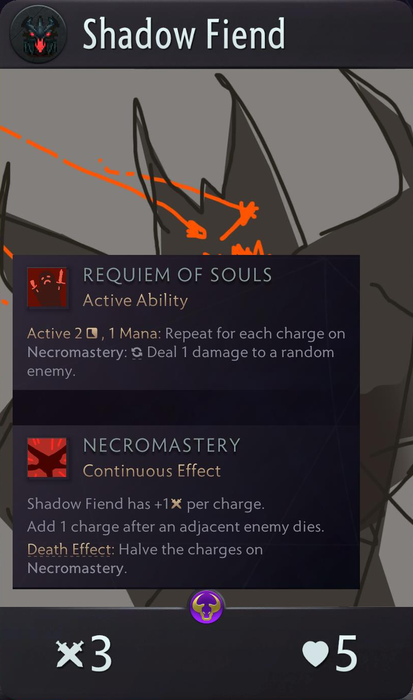 Shadow Fiend
REQUIEM OF SOULS
Active Ability
Active 2 , 1 Mana: Repeat for each charge on
Necromastery: Deal 1 damage to a random
enemy.
NECROMASTERY
Continuous Effect
Shadow Fiend has +1 per charge.
Add 1 charge after an adjacent enemy dies.
Death Effect: Halve the charges on
Necromastery.
3 5